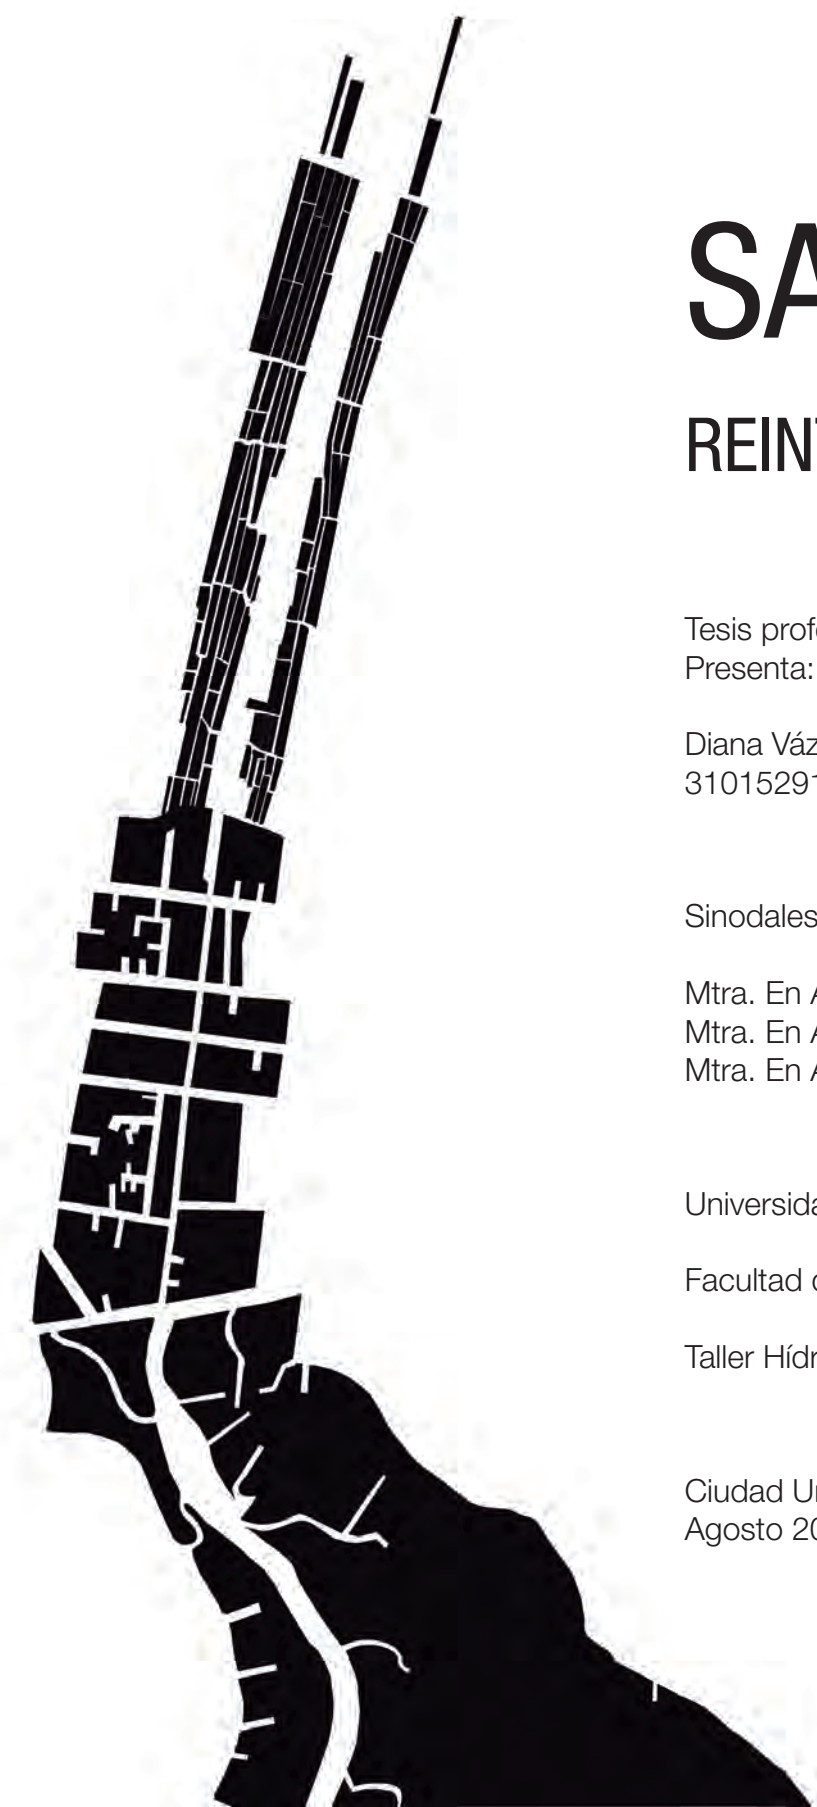 SA
REIN
Tesis prof
Presenta:
Diana Váz
31015291
Sinodales
Mtra. En A
Mtra. En A
Mtra. En A
Universida
Facultad d
Taller Hídr
Ciudad Un
Agosto 20